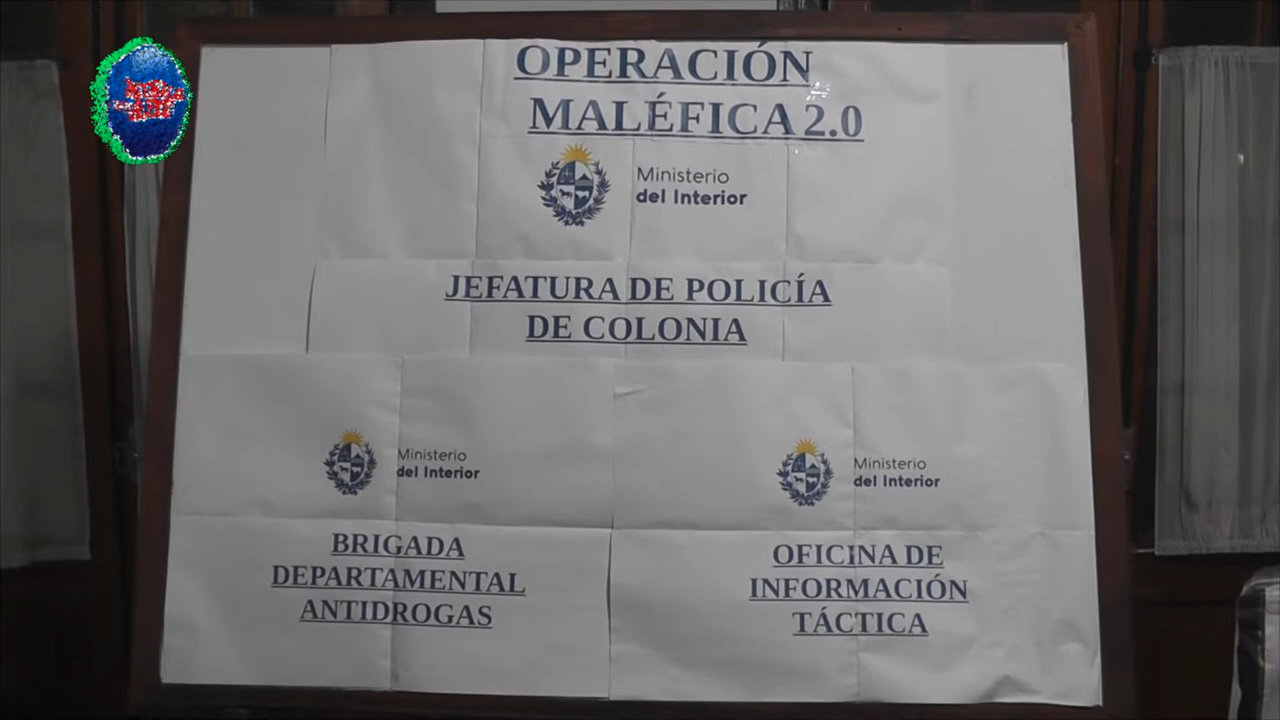 OPERACIÓN
MALÉFICA 2.0
Ministerio
del Interior
JEFATURA DE POLICÍA
DE COLONIA
Ministerio
del Interior
BRIGADA
DEPARTAMENTAL
ANTIDROGAS
Ministerio
del Interior
OFICINA DE
INFORMACIÓN
TÁCTICA